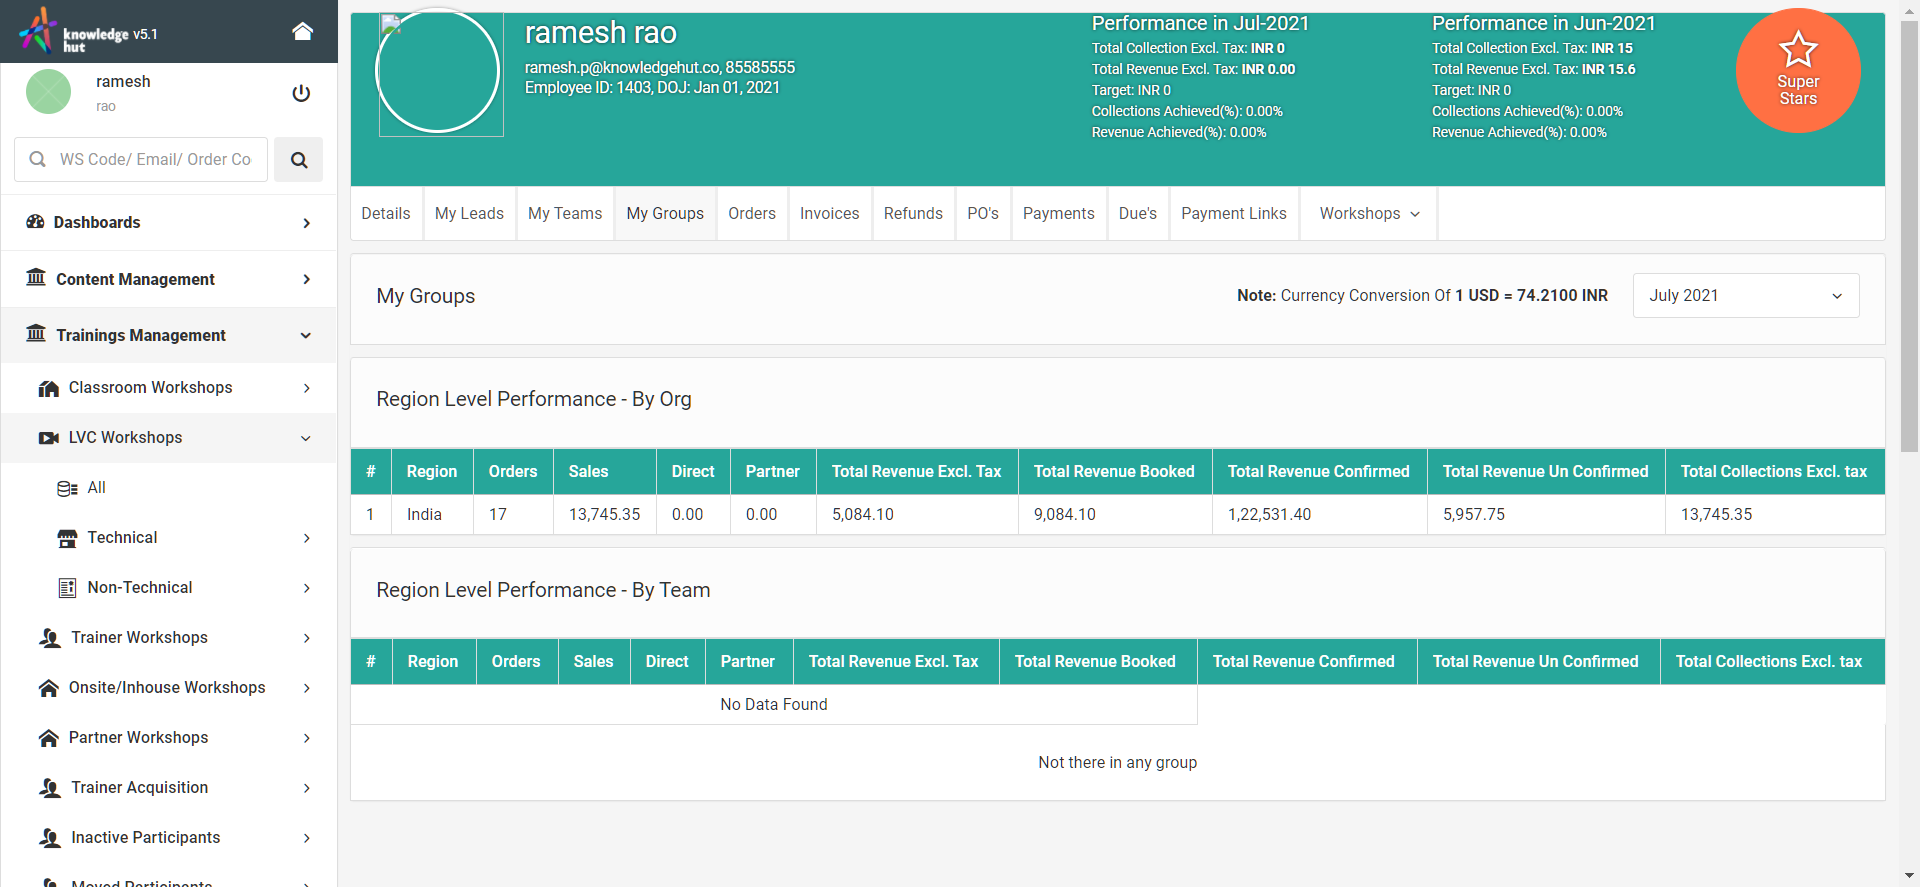 knowledge hut v5.1
ramesh
rao
WS Code/ Email/ Order Co
Dashboards
Content Management
Trainings Management
Classroom Workshops
LVC Workshops
All
Technical
Non-Technical
Trainer Workshops
Onsite/Inhouse Workshops
Partner Workshops
Trainer Acquisition
Inactive Participants
Moved Participants
ramesh rao
ramesh.p@knowledgehut.co, 85585555
Employee ID: 1403, DOJ: Jan 01, 2021
Performance in Jul-2021
Total Collection Excl. Tax: INR 0
Total Revenue Excl. Tax: INR 0.00
Target: INR 0
Collections Achieved(%): 0.00%
Revenue Achieved(%): 0.00%
Performance in Jun-2021
Total Collection Excl. Tax: INR 15
Total Revenue Excl. Tax: INR 15.6
Target: INR 0
Collections Achieved(%): 0.00%
Revenue Achieved(%): 0.00%
Super
Stars
Details My Leads My Teams My Groups Orders Invoices Refunds PO's Payments Due's Payment Links Workshops
My Groups
Note: Currency Conversion Of 1 USD = 74.2100 INR
July 2021
Region Level Performance - By Org
# Region Orders Sales Direct Partner Total Revenue Excl. Tax Total Revenue Booked Total Revenue Confirmed Total Revenue Un Confirmed Total Collections Excl. tax
1 India 17 13,745.35 0.00 0.00 5,084.10 9,084.10 1,22,531.40 5,957.75 13,745.35
Region Level Performance - By Team
# Region Orders Sales Direct Partner Total Revenue Excl. Tax Total Revenue Booked Total Revenue Confirmed Total Revenue Un Confirmed Total Collections Excl. tax
No Data Found
Not there in any group